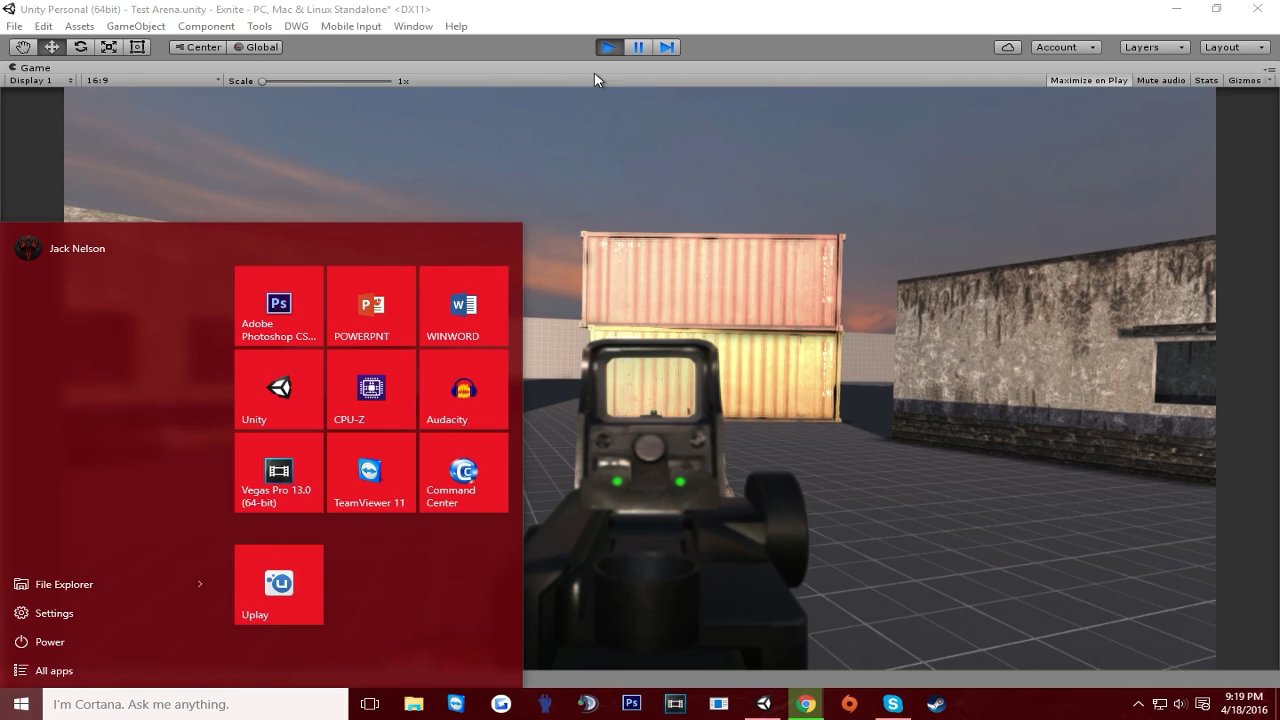 Unity Personal (64bit) - Test Arena.unity - Exnite - PC, Mac & Linux Standalone* <DX11>
File Edit Assets GameObject Component Tools DWG Mobile Input Window Help
Center Global Account Layers Layout
Game
Display 1 16:9 Scale 1x Maximize on Play Mute audio Stats Gizmos
Jack Nelson
Ps
Adobe
Photoshop CS...
POWERPNT
WINWORD
Unity
CPU-Z
Audacity
Vegas Pro 13.0
(64-bit)
TeamViewer 11
Command
Center
Uplay
File Explorer
Settings
Power
All apps
I'm Cortana. Ask me anything.
Ps
9:19 PM
4/18/2016